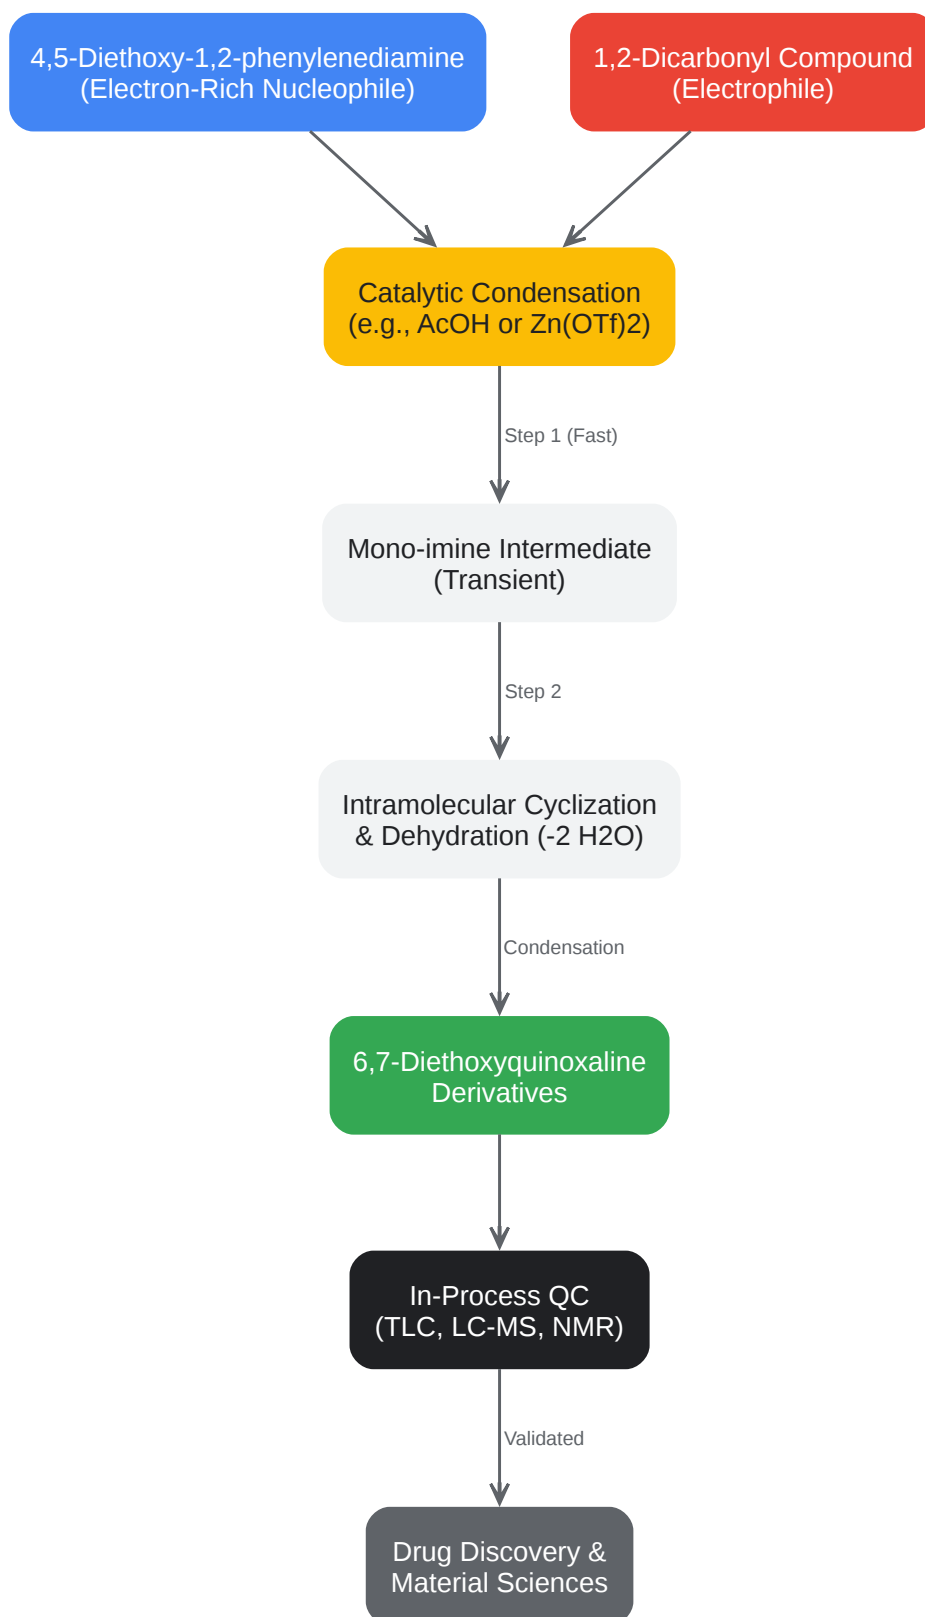 4,5-Diethoxy-1,2-phenylenediamine
(Electron-Rich Nucleophile)
1,2-Dicarbonyl Compound
(Electrophile)
Catalytic Condensation
(e.g., AcOH or Zn(OTf)2)
Step 1 (Fast)
Mono-imine Intermediate
(Transient)
Step 2
Intramolecular Cyclization
& Dehydration (-2 H2O)
Condensation
6,7-Diethoxyquinoxaline
Derivatives
In-Process QC
(TLC, LC-MS, NMR)
Validated
Drug Discovery &
Material Sciences